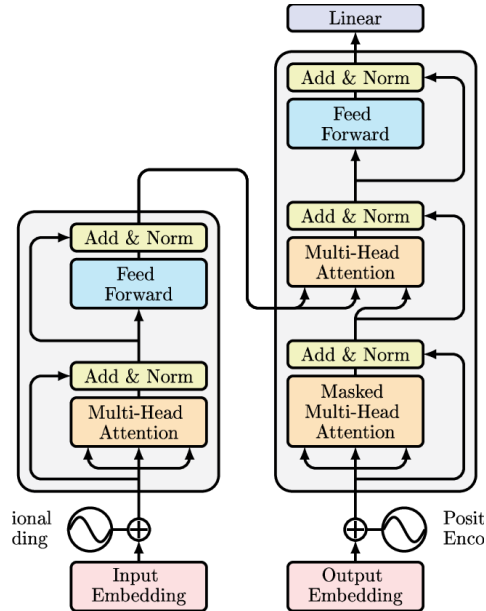 Linear
Add & Norm
Feed
Forward
Add & Norm
Multi-Head
Attention
Add & Norm
Masked
Multi-Head
Attention
Add & Norm
Feed
Forward
Add & Norm
Multi-Head
Attention
ional
ding
Posit
Enco
Input
Embedding
Output
Embedding